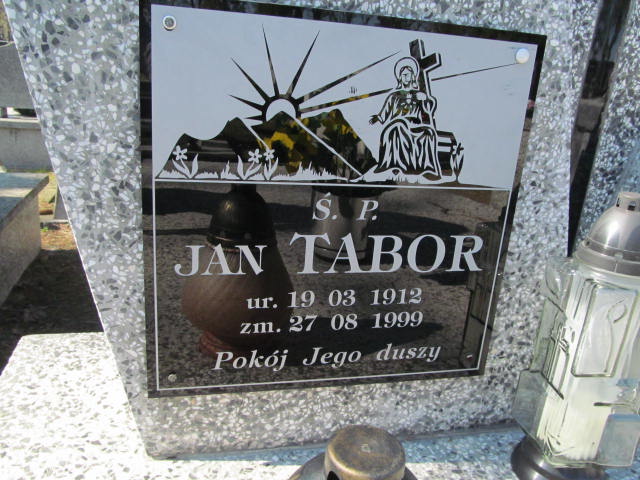 Ś. P.
JAN TABOR
ur. 19 03 1912
zm. 27 08 1999
Pokój Jego duszy